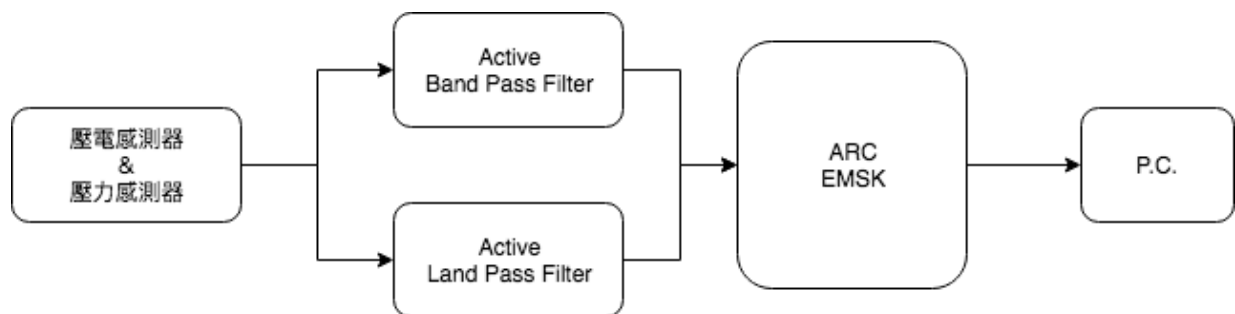 壓電感測器
&
壓力感測器
Active
Band Pass Filter
Active
Land Pass Filter
ARC
EMSK
P.C.